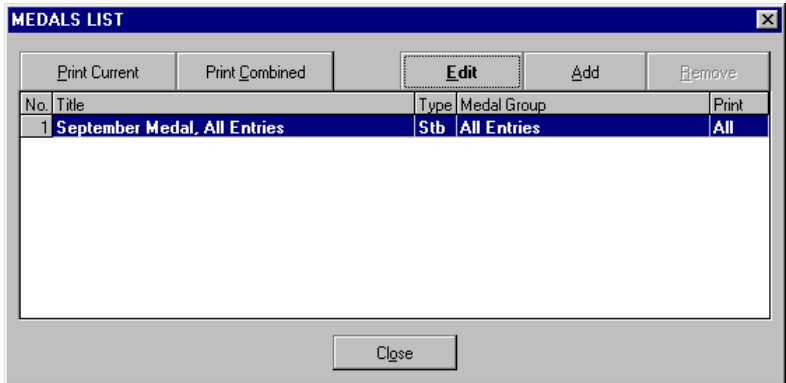 MEDALS LIST
Print Current Print Combined Edit Add Remove
No. Title Type Medal Group Print
1 September Medal, All Entries Stb All Entries All
Close